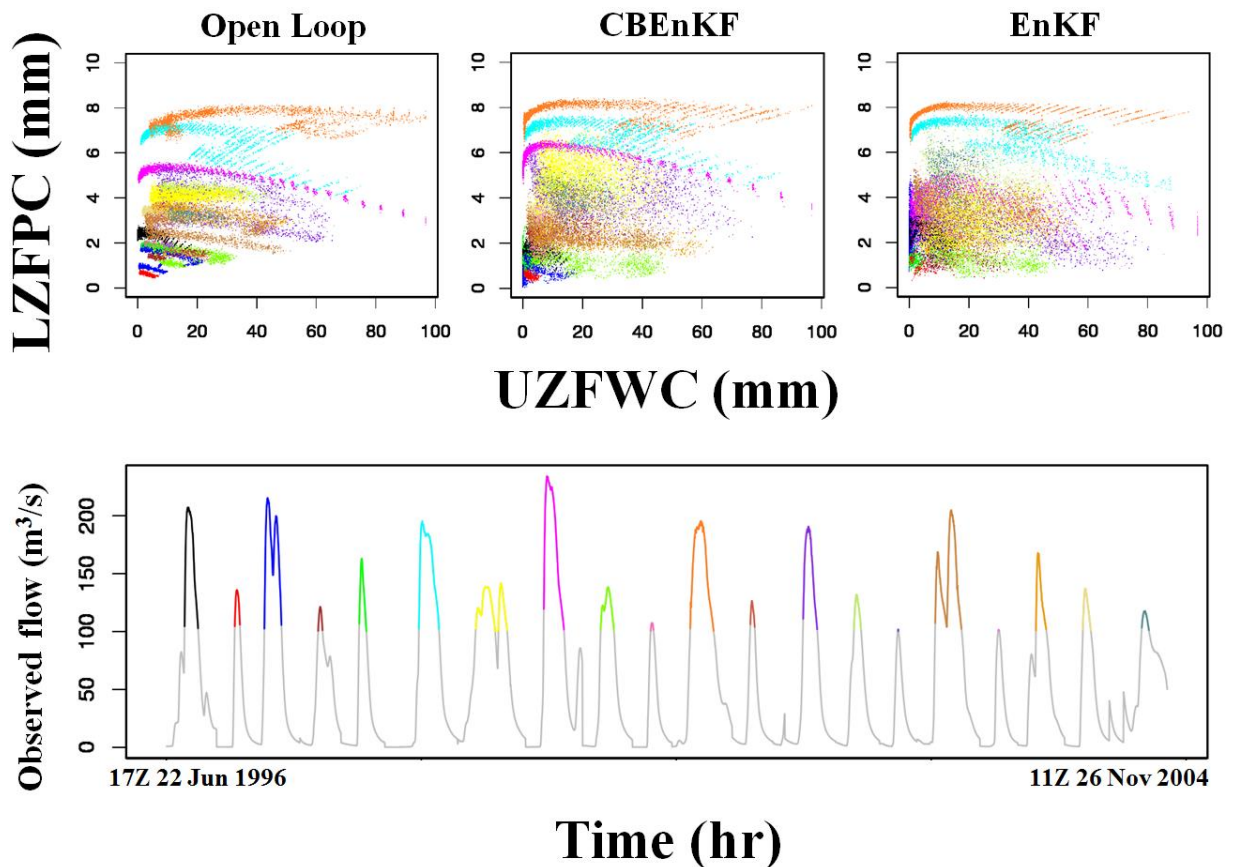 Open Loop
CBEnKF
EnKF
LZFPC (mm)
10
8
6
4
2
0
0 20 40 60 80 100
10
8
6
4
2
0
0 20 40 60 80 100
10
8
6
4
2
0
0 20 40 60 80 100
UZFWC (mm)
Observed flow (m³/s)
200
150
100
50
0
17Z 22 Jun 1996
11Z 26 Nov 2004
Time (hr)